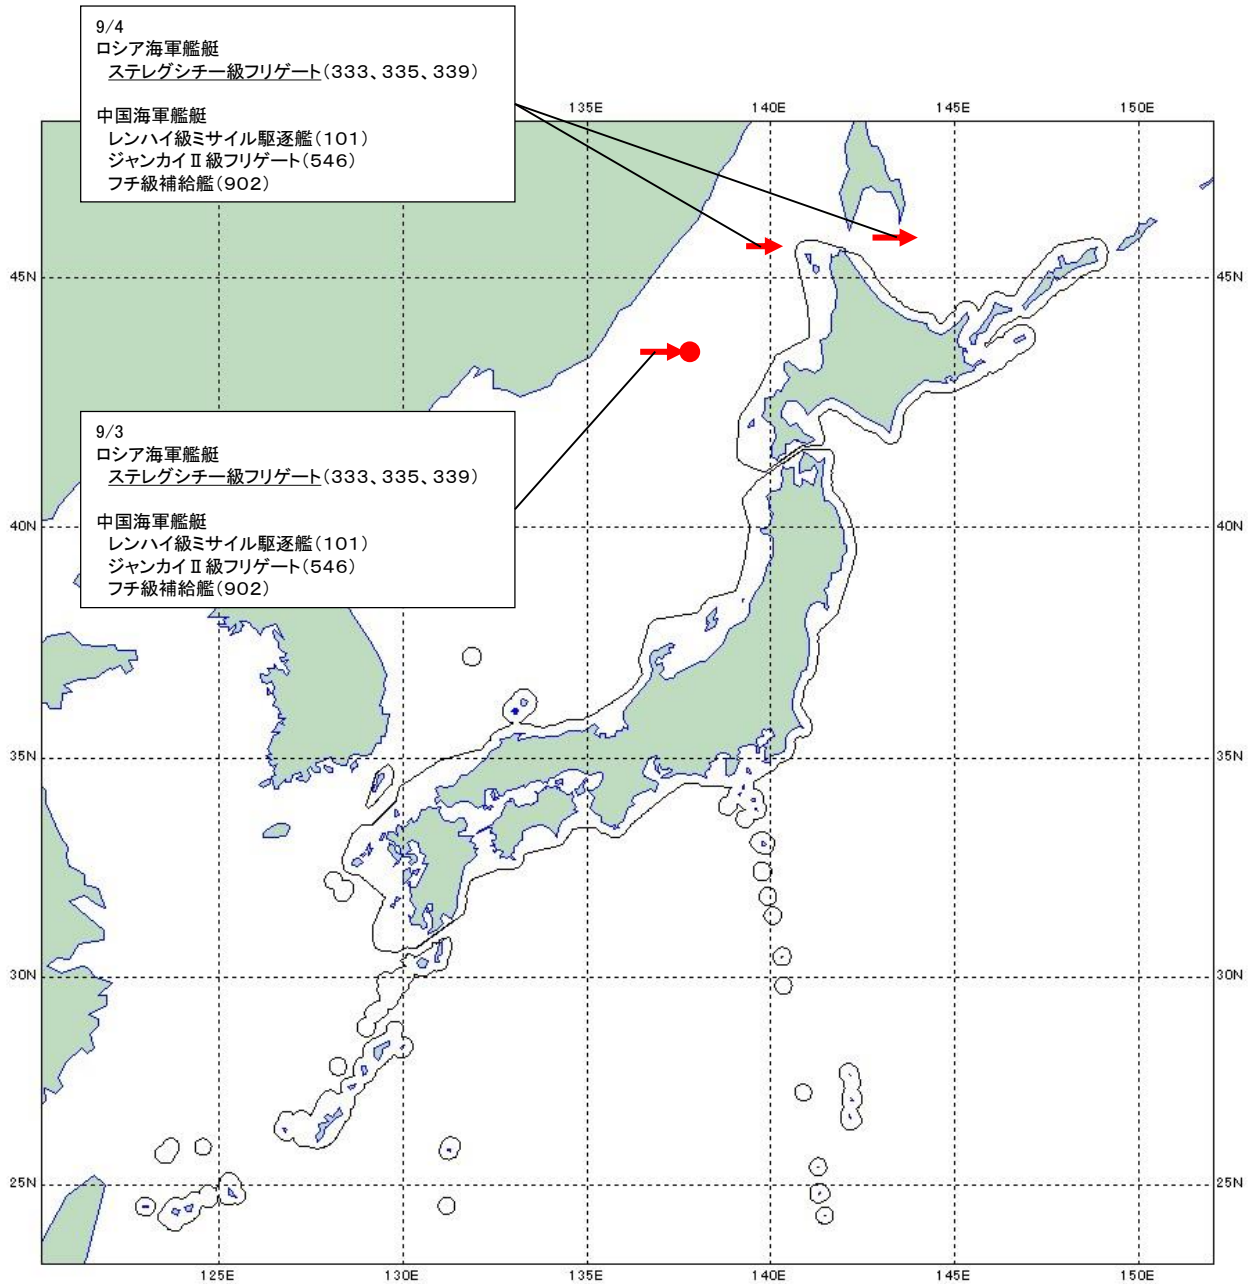 9/4
ロシア海軍艦艇
ステレグシチー級フリゲート(333、335、339)
中国海軍艦艇
レンハイ級ミサイル駆逐艦(101)
ジャンカイⅡ級フリゲート(546)
フチ級補給艦(902)
135E 140E 145E 150E
45N 45N
9/3
ロシア海軍艦艇
ステレグシチー級フリゲート(333、335、339)
中国海軍艦艇
レンハイ級ミサイル駆逐艦(101)
ジャンカイⅡ級フリゲート(546)
フチ級補給艦(902)
40N 40N
35N 35N
30N 30N
25N 25N
125E 130E 135E 140E 145E 150E